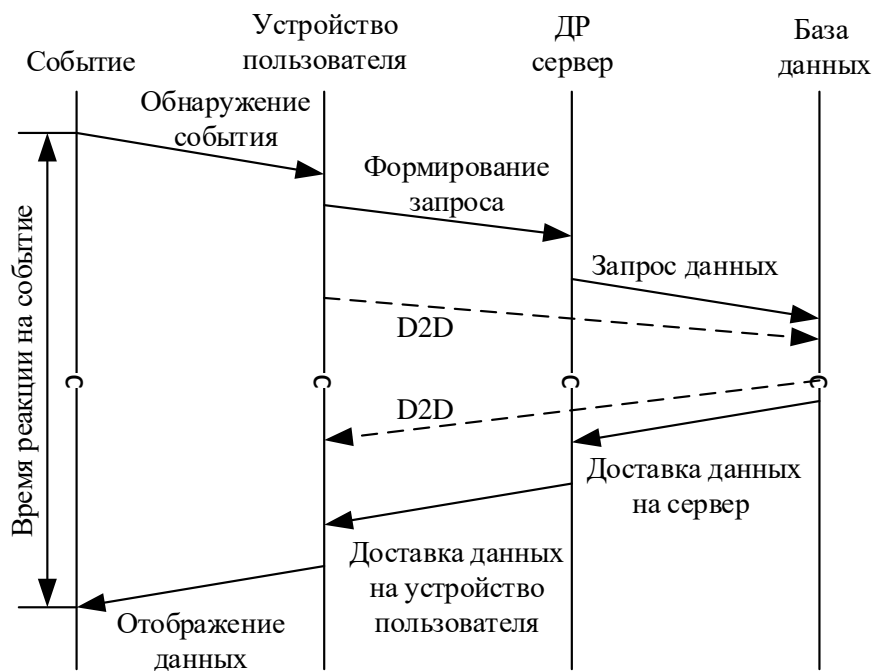 Событие
Устройство
пользователя
ДР
сервер
База
данных
Обнаружение
события
Формирование
запроса
Запрос данных
D2D
Время реакции на событие
C
C
C
C
D2D
Доставка данных
на сервер
Доставка данных
на устройство
пользователя
Отображение
данных